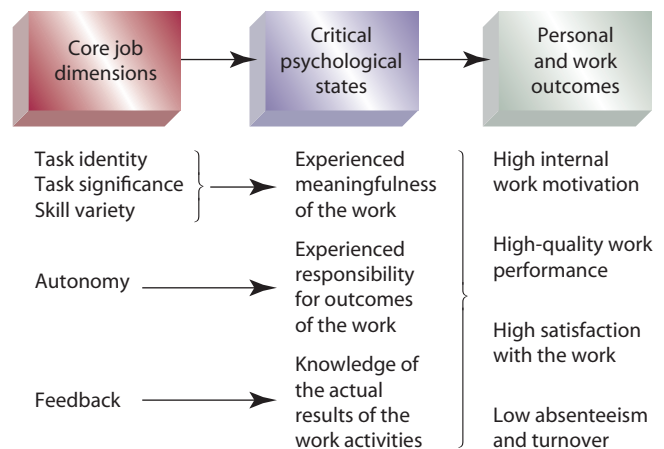 Core job
dimensions
Critical
psychological
states
Personal
and work
outcomes
Task identity
Task significance
Skill variety
Experienced
meaningfulness
of the work
High internal
work motivation
Autonomy
Experienced
responsibility
for outcomes
of the work
High-quality work
performance
Feedback
Knowledge of
the actual
results of the
work activities
High satisfaction
with the work
Low absenteeism
and turnover